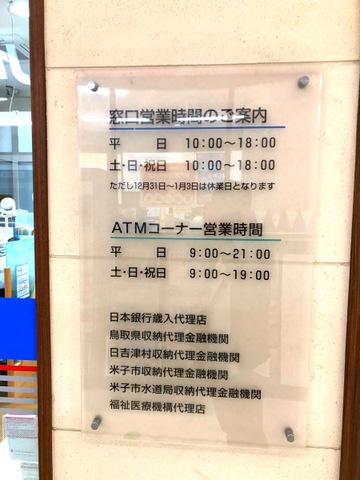 窓口営業時間のご案内
平　　日　10:00〜18:00
土・日・祝日　10:00〜18:00
ただし12月31日〜1月3日は休業日となります
ATMコーナー営業時間
平　　日　9:00〜21:00
土・日・祝日　9:00〜19:00
日本銀行歳入代理店
鳥取県収納代理金融機関
日吉津村収納代理金融機関
米子市収納代理金融機関
米子市水道局収納代理金融機関
福祉医療機構代理店